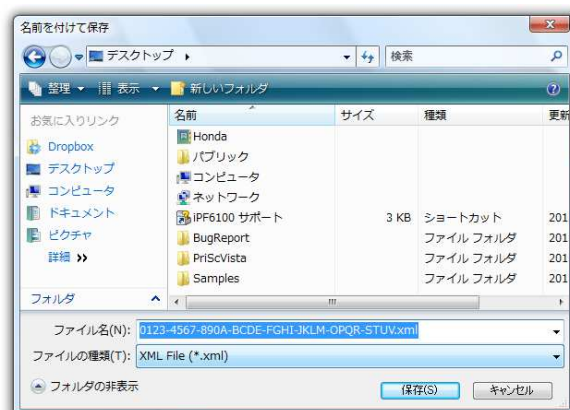 名前を付けて保存
デスクトップ
検索
整理 表示 新しいフォルダ
お気に入りリンク
Dropbox
デスクトップ
コンピュータ
ドキュメント
ピクチャ
詳細 >>
フォルダ
名前 サイズ 種類 更新
Honda
パブリック
コンピュータ
ネットワーク
iPF6100 サポート 3 KB ショートカット 201
BugReport ファイル フォルダ 201
PriScVista ファイル フォルダ 201
Samples ファイル フォルダ 201
ファイル名(N): 0123-4567-890A-BCDE-FGHI-JKLM-OPQR-STUV.xml
ファイルの種類(T): XML File (*.xml)
フォルダの非表示 保存(S) キャンセル